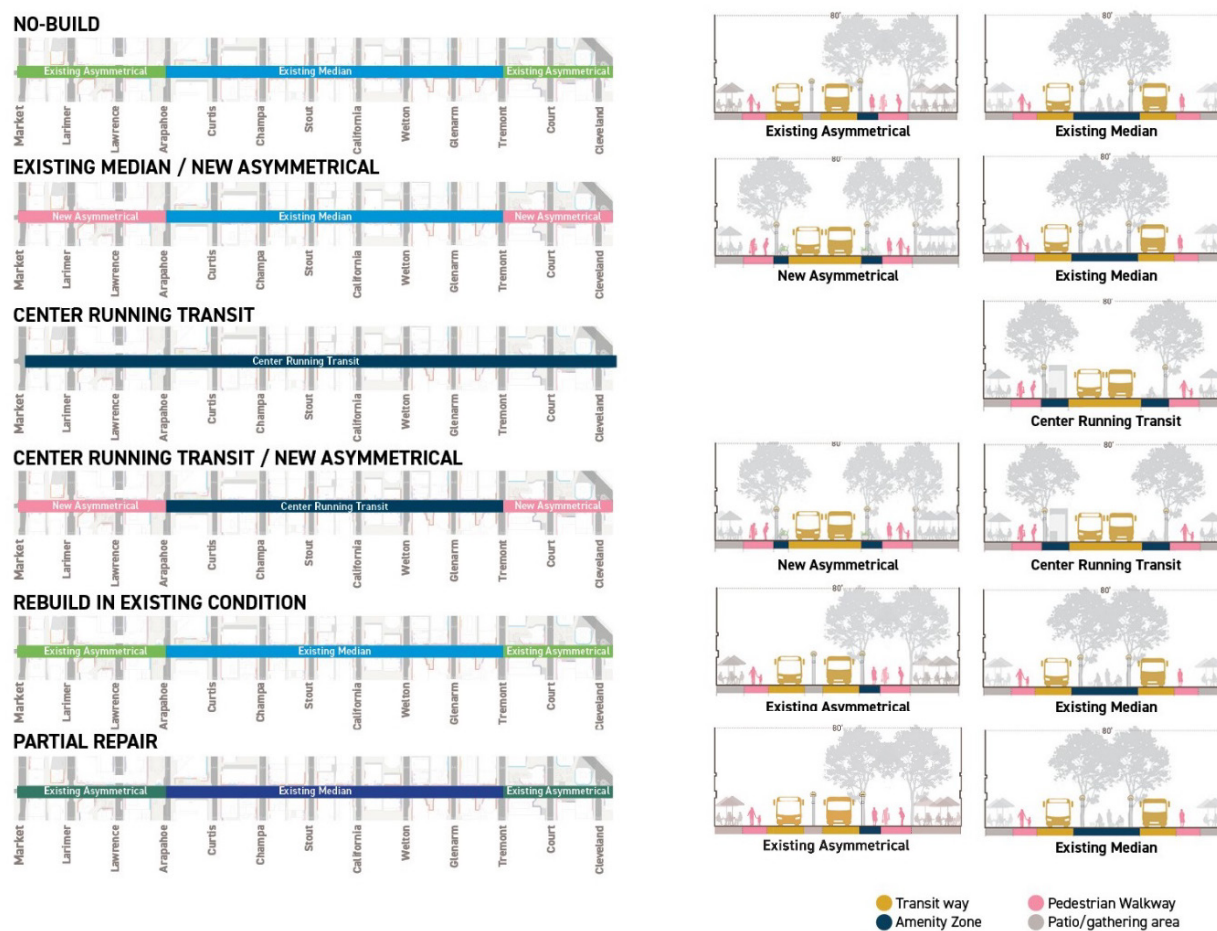 NO-BUILD
Existing Asymmetrical Existing Median Existing Asymmetrical
Market Larimer Lawrence Arapahoe Curtis Champa Stout California Welton Glenarm Tremont Court Cleveland
80' 80'
Existing Asymmetrical Existing Median
EXISTING MEDIAN / NEW ASYMMETRICAL
New Asymmetrical Existing Median New Asymmetrical
Market Larimer Lawrence Arapahoe Curtis Champa Stout California Welton Glenarm Tremont Court Cleveland
80' 80'
New Asymmetrical Existing Median
CENTER RUNNING TRANSIT
Center Running Transit
Market Larimer Lawrence Arapahoe Curtis Champa Stout California Welton Glenarm Tremont Court Cleveland
80'
Center Running Transit
CENTER RUNNING TRANSIT / NEW ASYMMETRICAL
New Asymmetrical Center Running Transit New Asymmetrical
Market Larimer Lawrence Arapahoe Curtis Champa Stout California Welton Glenarm Tremont Court Cleveland
80' 80'
New Asymmetrical Center Running Transit
REBUILD IN EXISTING CONDITION
Existing Asymmetrical Existing Median Existing Asymmetrical
Market Larimer Lawrence Arapahoe Curtis Champa Stout California Welton Glenarm Tremont Court Cleveland
80' 80'
Existing Asymmetrical Existing Median
PARTIAL REPAIR
Existing Asymmetrical Existing Median Existing Asymmetrical
Market Larimer Lawrence Arapahoe Curtis Champa Stout California Welton Glenarm Tremont Court Cleveland
80' 80'
Existing Asymmetrical Existing Median
Transit way Pedestrian Walkway
Amenity Zone Patio/gathering area